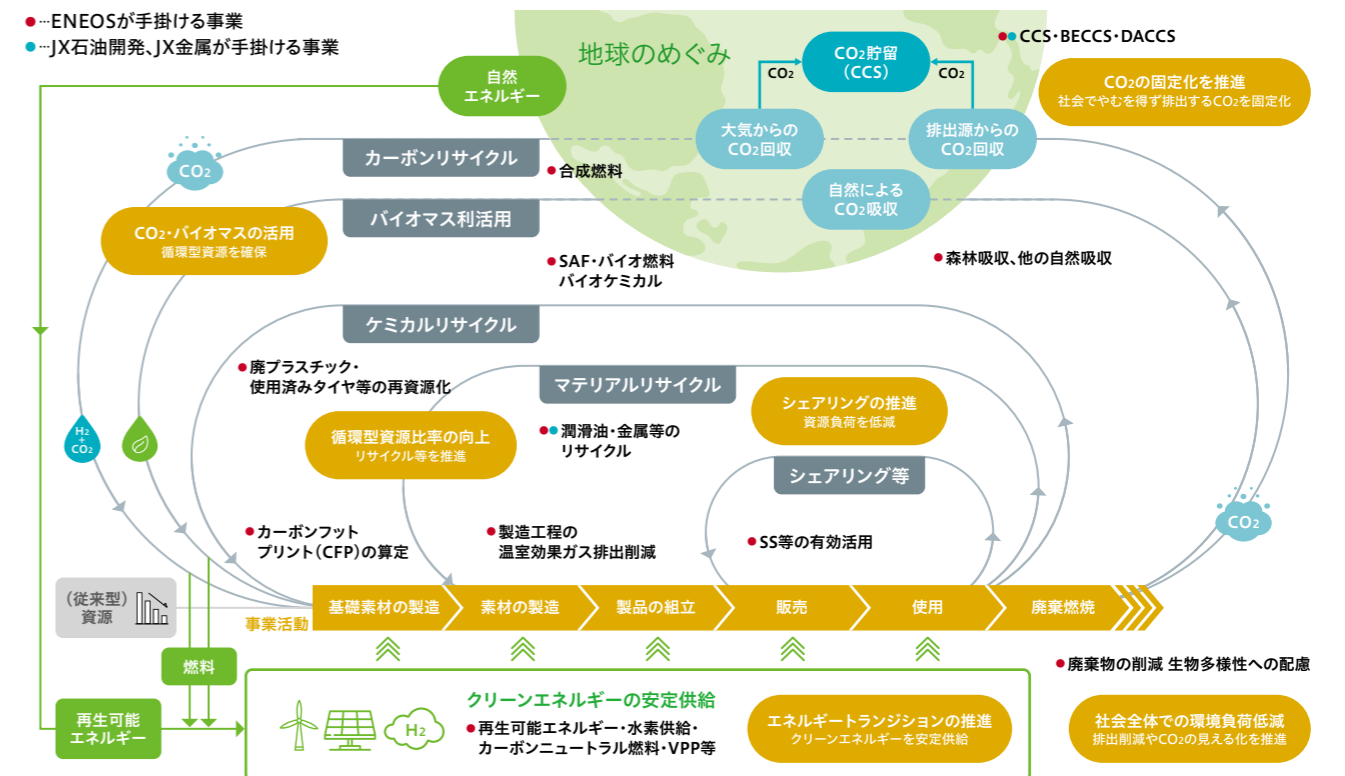 ●…ENEOSが手掛ける事業
●…JX石油開発、JX金属が手掛ける事業
地球のめぐみ
自然
エネルギー
CO2貯留
(CCS)
CO2
CO2
●●CCS・BECCS・DACCS
CO2の固定化を推進
社会でやむを得ず排出するCO2を固定化
大気からの
CO2回収
排出源からの
CO2回収
カーボンリサイクル
●合成燃料
CO2
自然による
CO2吸収
バイオマス利活用
CO2・バイオマスの活用
循環型資源を確保
●SAF・バイオ燃料
バイオケミカル
●森林吸収、他の自然吸収
ケミカルリサイクル
●廃プラスチック・
使用済みタイヤ等の再資源化
マテリアルリサイクル
シェアリングの推進
資源負荷を低減
循環型資源比率の向上
リサイクル等を推進
●●潤滑油・金属等の
リサイクル
H2
+
CO2
シェアリング等
CO2
●カーボンフット
プリント(CFP)の算定
●製造工程の
温室効果ガス排出削減
●SS等の有効活用
(従来型)
資源
事業活動
基礎素材の製造
素材の製造
製品の組立
販売
使用
廃棄燃焼
燃料
●廃棄物の削減 生物多様性への配慮
再生可能
エネルギー
H2
クリーンエネルギーの安定供給
●再生可能エネルギー・水素供給・
カーボンニュートラル燃料・VPP等
エネルギートランジションの推進
クリーンエネルギーを安定供給
社会全体での環境負荷低減
排出削減やCO2の見える化を推進